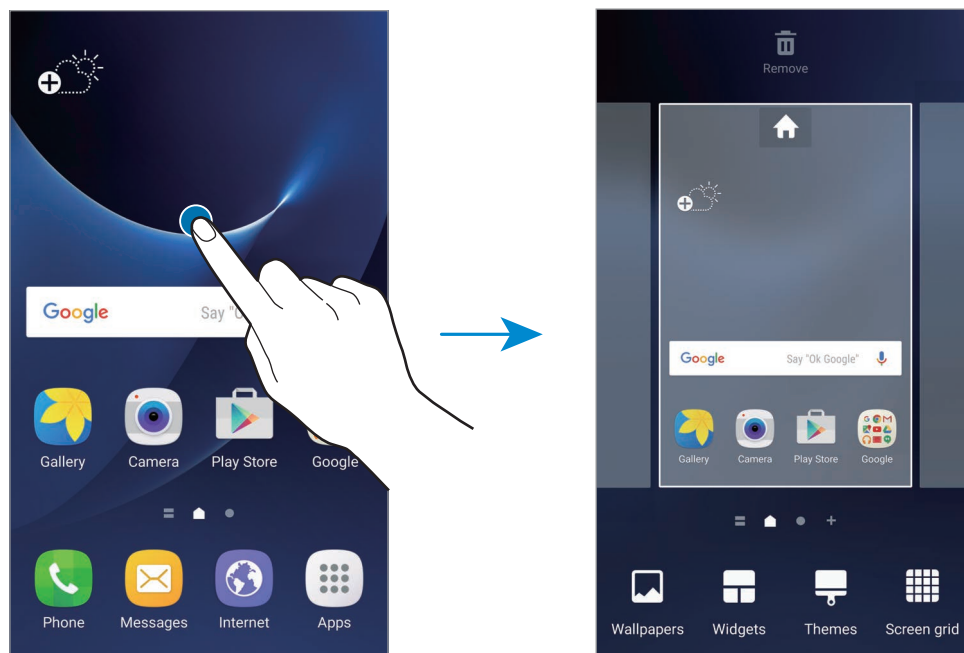 Google Say "O
Gallery Camera Play Store Google
Phone Messages Internet Apps
Remove
Google Say "Ok Google"
Gallery Camera Play Store Google
Wallpapers Widgets Themes Screen grid